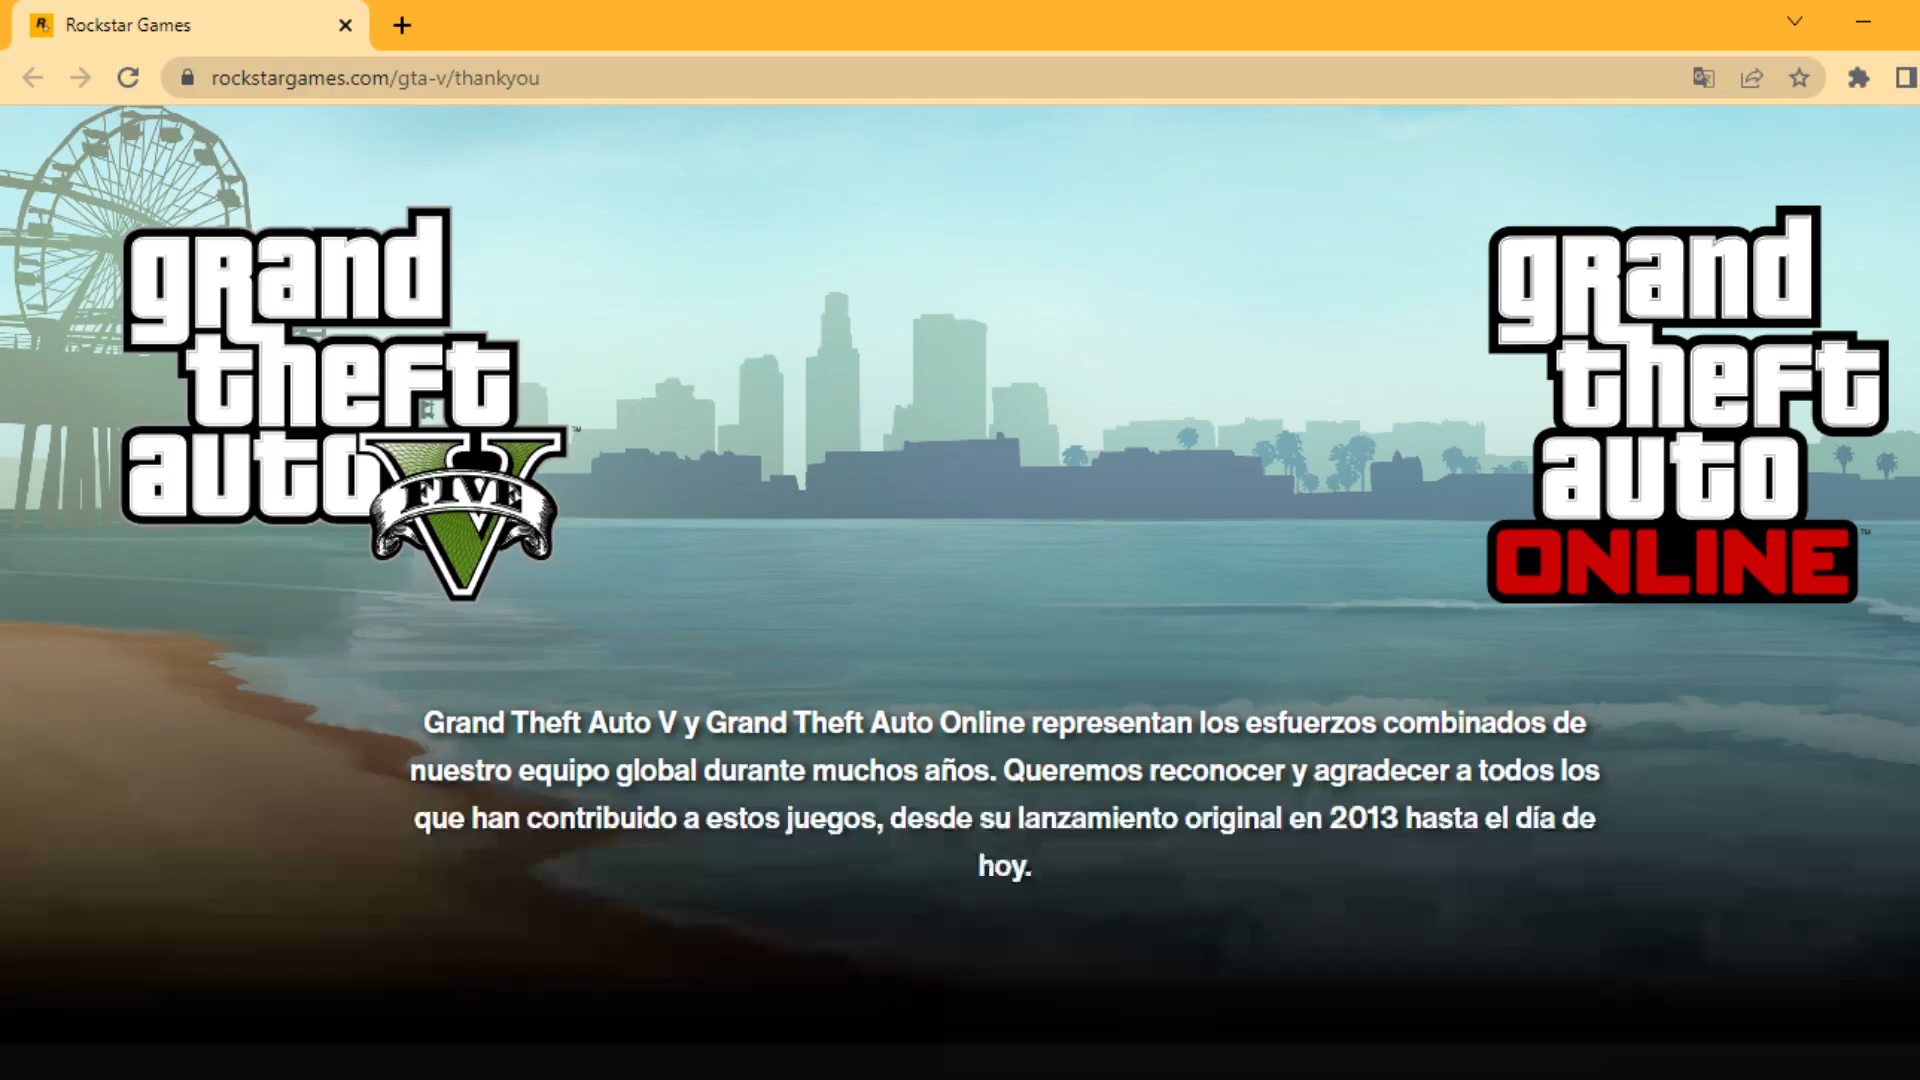 Rockstar Games
rockstargames.com/gta-v/thankyou
grand
theft
auto
FIVE
V
™
grand
theft
auto
ONLINE
™
Grand Theft Auto V y Grand Theft Auto Online representan los esfuerzos combinados de
nuestro equipo global durante muchos años. Queremos reconocer y agradecer a todos los
que han contribuido a estos juegos, desde su lanzamiento original en 2013 hasta el día de
hoy.